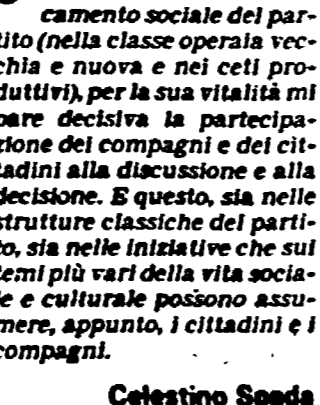 camento sociale del par-
tito (nella classe operaia vec-
chia e nuova e nei ceti pro-
duttivi), per la sua vitalità mi
pare decisiva la partecipa-
zione dei compagni e dei cit-
tadini alla discussione e alla
decisione. E questo, sia nelle
strutture classiche del parti-
to, sia nelle iniziative che sui
temi più vari della vita socia-
le e culturale possono assu-
mere, appunto, i cittadini e i
compagni.
Celestino Spada